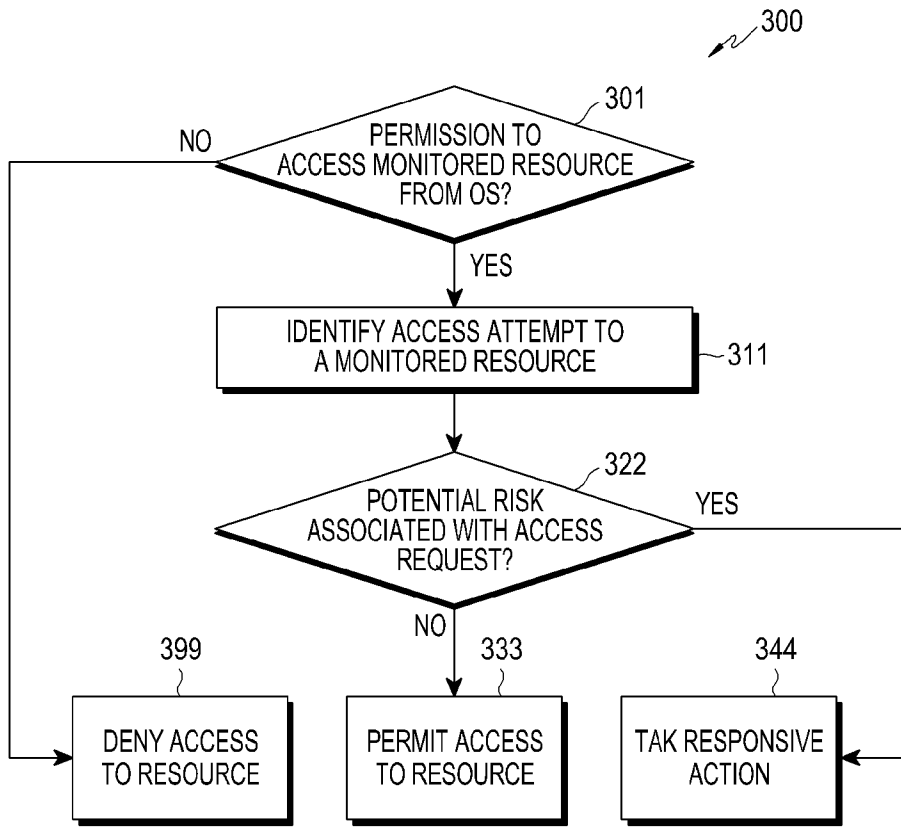 300
301
NO
PERMISSION TO
ACCESS MONITORED RESOURCE
FROM OS?
YES
IDENTIFY ACCESS ATTEMPT TO
A MONITORED RESOURCE
311
322
POTENTIAL RISK
ASSOCIATED WITH ACCESS
REQUEST?
YES
NO
399
DENY ACCESS
TO RESOURCE
333
PERMIT ACCESS
TO RESOURCE
344
TAK RESPONSIVE
ACTION